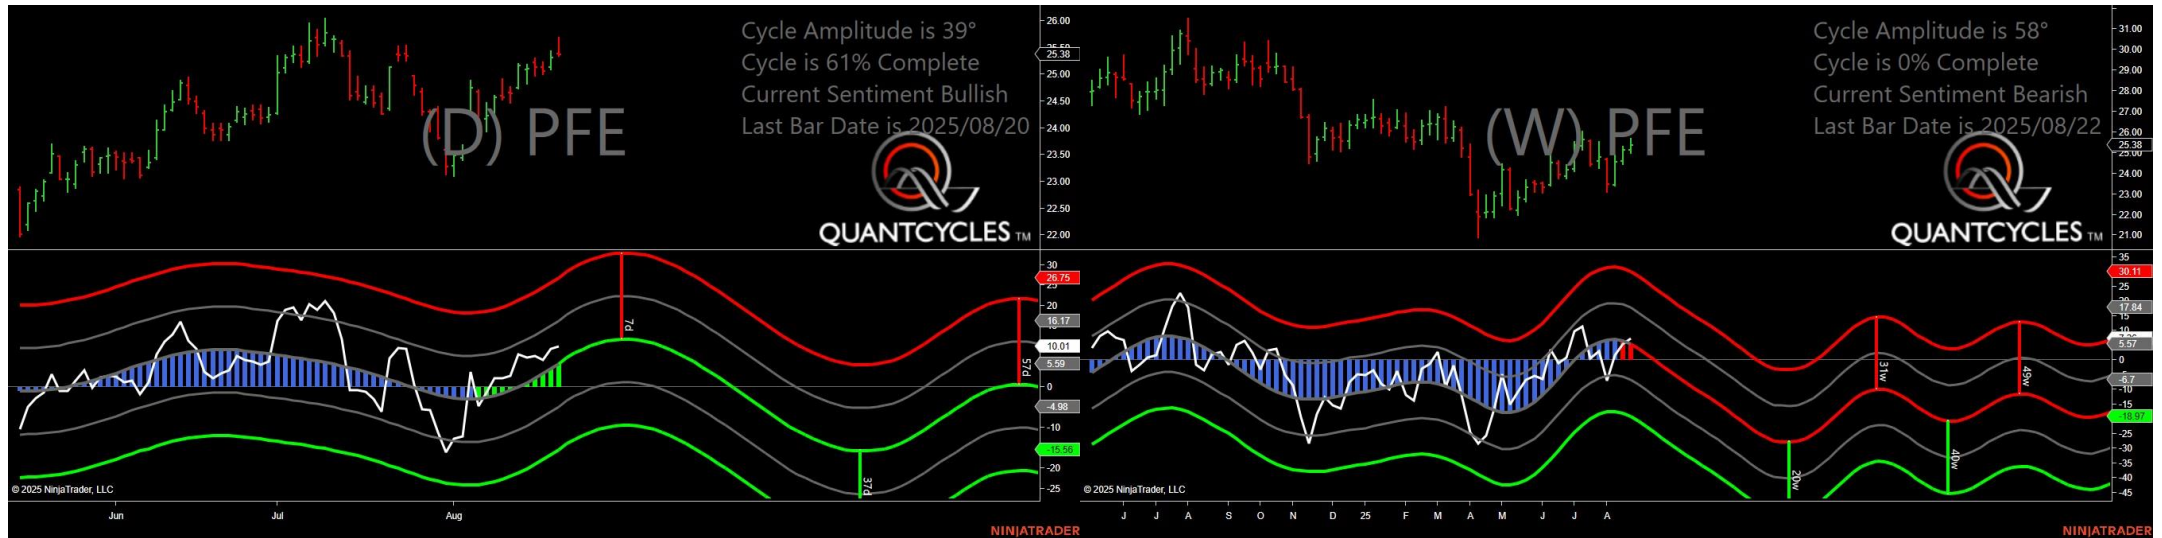 Cycle Amplitude is 39°
Cycle is 61% Complete
Current Sentiment Bullish
Last Bar Date is 2025/08/20
(D) PFE
QUANTCYCLES TM
26.00
25.38
25.00
24.50
24.00
23.50
23.00
22.50
22.00
30
26.75
25
20
16.17
10.01
5.59
0
-4.98
-10
-15.56
-20
-25
7d
37d
57d
© 2025 NinjaTrader, LLC
Jun
Jul
Aug
NINJATRADER
Cycle Amplitude is 58°
Cycle is 0% Complete
Current Sentiment Bearish
Last Bar Date is 2025/08/22
(W) PFE
QUANTCYCLES TM
31.00
30.00
29.00
28.00
27.00
26.00
25.38
25.00
24.00
23.00
22.00
21.00
35
30.11
25
17.84
15
10
5.57
0
-6.7
-10
-15
-18.97
-25
-30
-35
-40
-45
20w
31w
40w
49w
© 2025 NinjaTrader, LLC
J J A S O N D 25 F M A M J J A
NINJATRADER